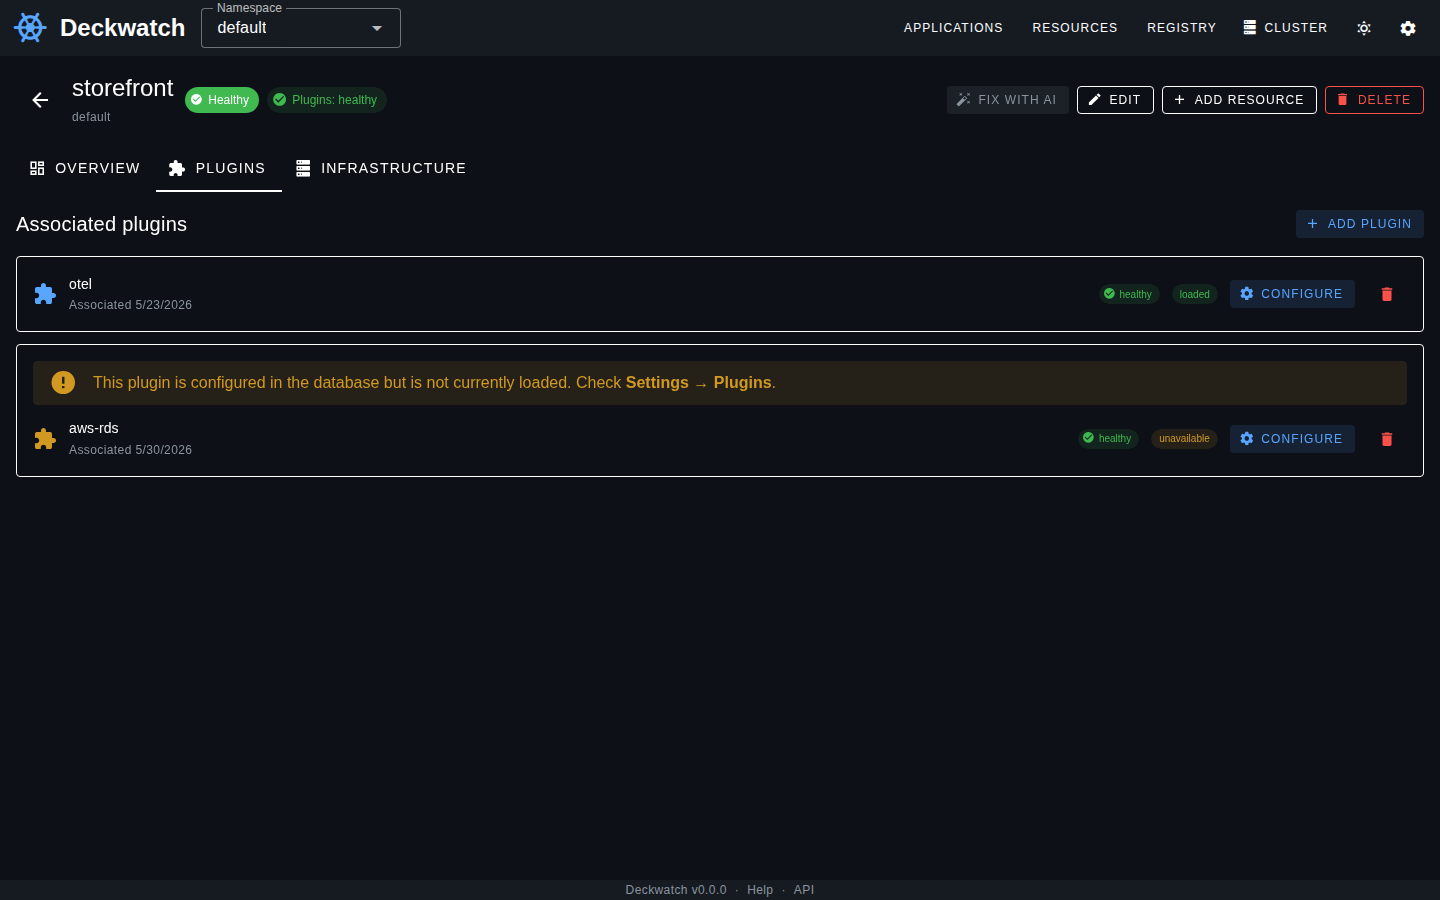 Deckwatch
Namespace
default
APPLICATIONS
RESOURCES
REGISTRY
CLUSTER
storefront
default
Healthy
Plugins: healthy
FIX WITH AI
EDIT
ADD RESOURCE
DELETE
OVERVIEW
PLUGINS
INFRASTRUCTURE
Associated plugins
ADD PLUGIN
otel
Associated 5/23/2026
healthy
loaded
CONFIGURE
This plugin is configured in the database but is not currently loaded. Check Settings → Plugins.
aws-rds
Associated 5/30/2026
healthy
unavailable
CONFIGURE
Deckwatch v0.0.0 · Help · API